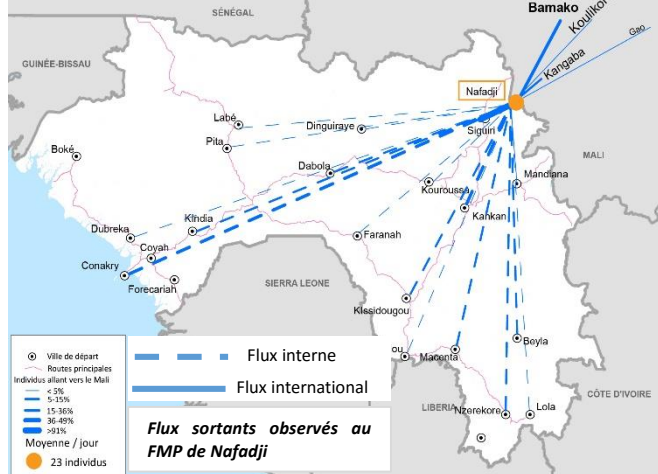 SÉNÉGAL
Bamako
Koulikor
Gao
GUINÉE-BISSAU
Kangaba
Nafadji
Labé
Dinguiraye
Siguiri
Pita
Boké
MALI
Dabola
Mandiana
Kouroussa
Kankan
Kindia
Dubreka
Coyah
Faranah
Conakry
Forecariah
SIERRA LEONE
Kissidougou
ou
Macenta
Beyla
CÔTE D'IVOIRE
LIBERIA
Nzerekore
Lola
Ville de départ
Routes principales
Individus allant vers le Mali
< 5%
5-15%
15-36%
36-49%
>91%
Moyenne / jour
23 individus
Flux interne
Flux international
Flux sortants observés au
FMP de Nafadji